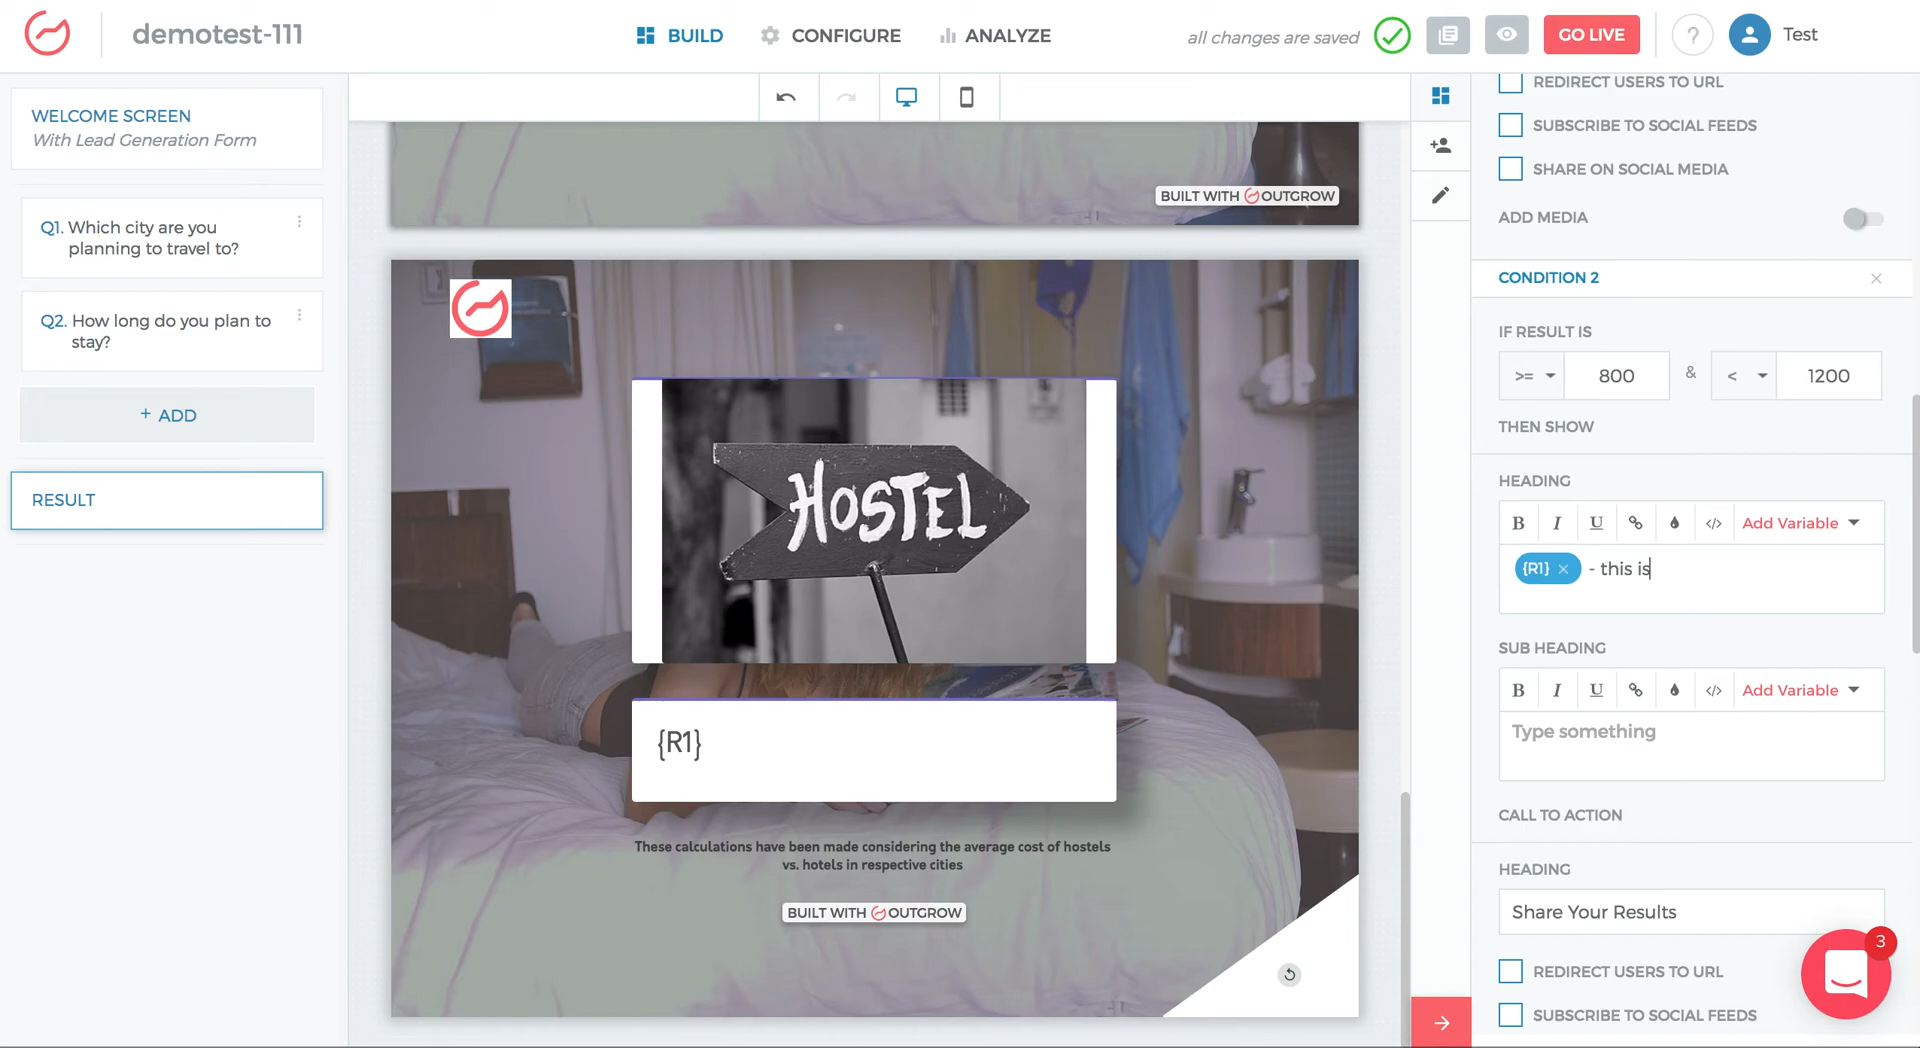 demotest-111
BUILD
CONFIGURE
ANALYZE
all changes are saved
GO LIVE
?
Test
WELCOME SCREEN
With Lead Generation Form
Q1. Which city are you
planning to travel to?
Q2. How long do you plan to
stay?
+ ADD
RESULT
BUILT WITH OUTGROW
HOSTEL
{R1}
These calculations have been made considering the average cost of hostels
vs. hotels in respective cities
BUILT WITH OUTGROW
REDIRECT USERS TO URL
SUBSCRIBE TO SOCIAL FEEDS
SHARE ON SOCIAL MEDIA
ADD MEDIA
CONDITION 2
IF RESULT IS
>= 800 & < 1200
THEN SHOW
HEADING
B I U </> Add Variable
{R1} × - this is
SUB HEADING
B I U </> Add Variable
Type something
CALL TO ACTION
HEADING
Share Your Results
3
REDIRECT USERS TO URL
SUBSCRIBE TO SOCIAL FEEDS